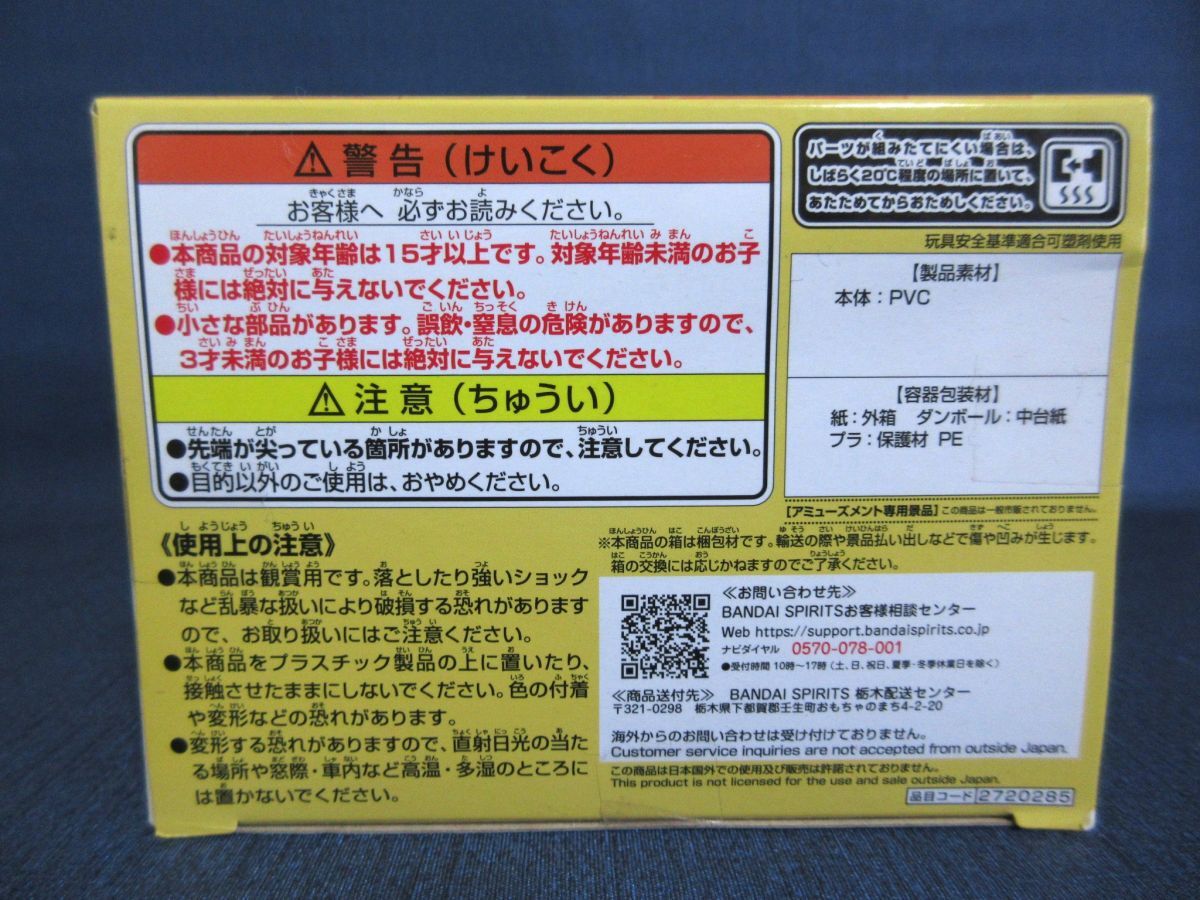 ⚠警告（けいこく）
お客様へ 必ずお読みください。
●本商品の対象年齢は15才以上です。対象年齢未満のお子
様には絶対に与えないでください。
●小さな部品があります。誤飲・窒息の危険がありますので、
3才未満のお子様には絶対に与えないでください。
⚠注意（ちゅうい）
●先端が尖っている箇所がありますので、注意してください。
●目的以外のご使用は、おやめください。
《使用上の注意》
●本商品は観賞用です。落としたり強いショック
など乱暴な扱いにより破損する恐れがあります
ので、お取り扱いにはご注意ください。
●本商品をプラスチック製品の上に置いたり、
接触させたままにしないでください。色の付着
や変形などの恐れがあります。
●変形する恐れがありますので、直射日光の当た
る場所や窓際・車内など高温・多湿のところに
は置かないでください。
パーツが組みたてにくい場合は、
しばらく20℃程度の場所に置いて、
あたためてからおためしください。
玩具安全基準適合可塑剤使用
【製品素材】
本体：PVC
【容器包装材】
紙：外箱 ダンボール：中台紙
プラ：保護材 PE
【アミューズメント専用景品】この商品は一般市販されておりません。
※本商品の箱は梱包材です。輸送の際や景品払い出しなどで傷や凹みが生じます。
箱の交換には応じかねますのでご了承ください。
≪お問い合わせ先≫
BANDAI SPIRITSお客様相談センター
Web https://support.bandaispirits.co.jp
ナビダイヤル 0570-078-001
●受付時間 10時〜17時（土、日、祝日、夏季・冬季休業日を除く）
≪商品送付先≫ BANDAI SPIRITS 栃木配送センター
〒321-0298 栃木県下都賀郡壬生町おもちゃのまち4-2-20
海外からのお問い合わせは受け付けておりません。
Customer service inquiries are not accepted from outside Japan.
この商品は日本国外での使用及び販売は許諾されておりません。
This product is not licensed for the use and sale outside Japan.
品目コード 2720285